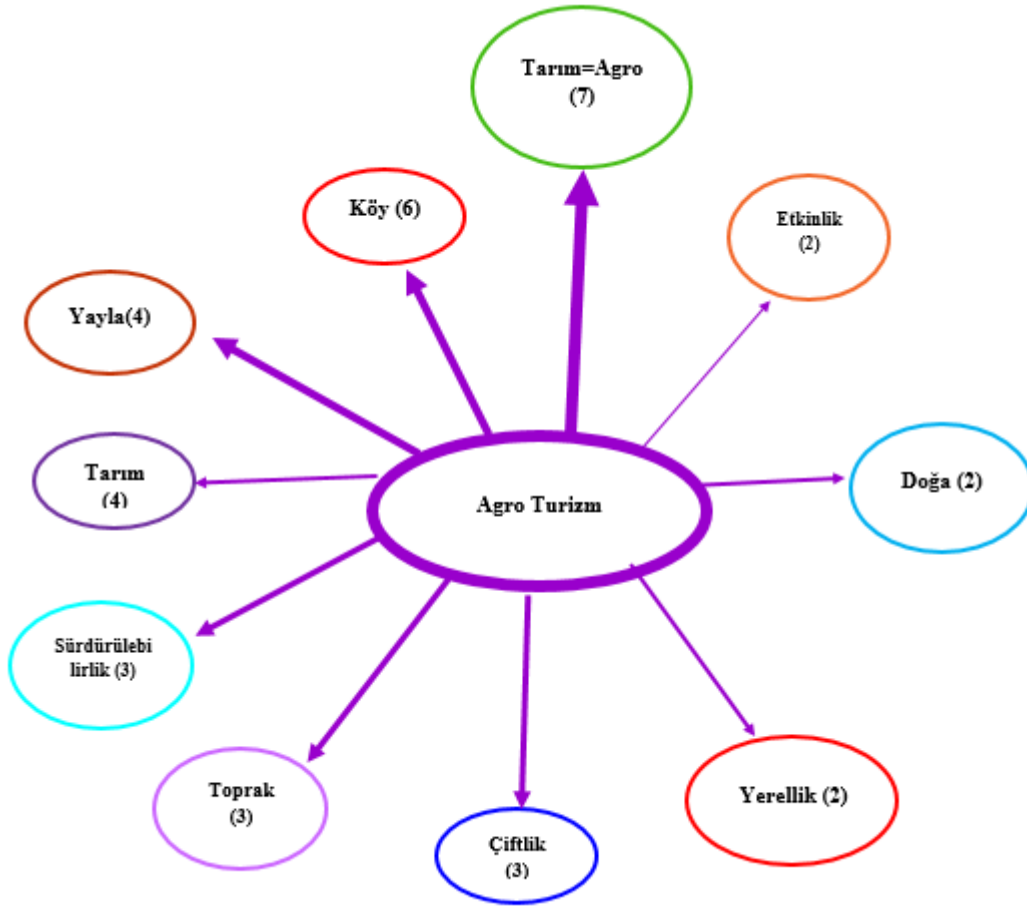 Tarım=Agro
(7)
Köy (6)
Etkinlik
(2)
Yayla(4)
Tarım
(4)
Doğa (2)
Agro Turizm
Sürdürülebi
lirlik (3)
Toprak
(3)
Yerellik (2)
Çiftlik
(3)